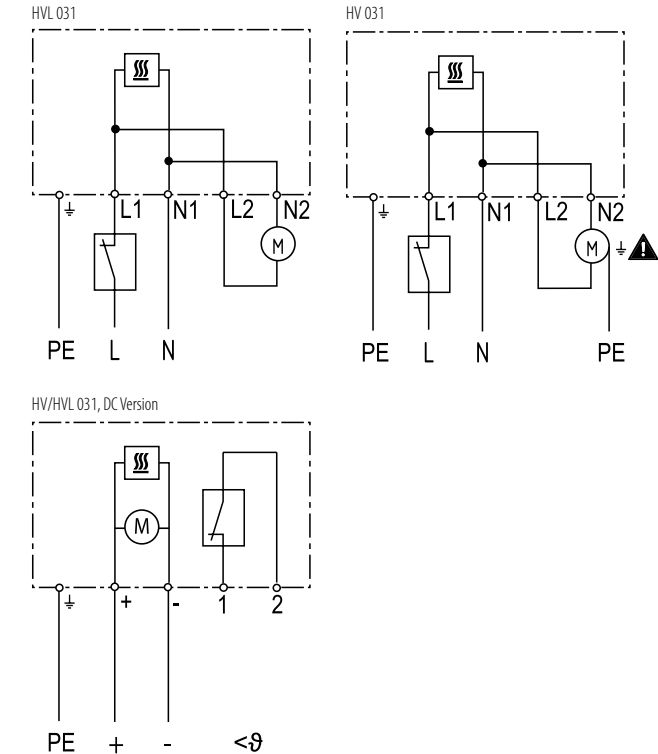 HVL 031
HV 031
M
L1 N1 L2 N2
PE L N
M
L1 N1 L2 N2
PE L N PE
HV/HVL 031, DC Version
M
+ - 1 2
PE + - <ϑ